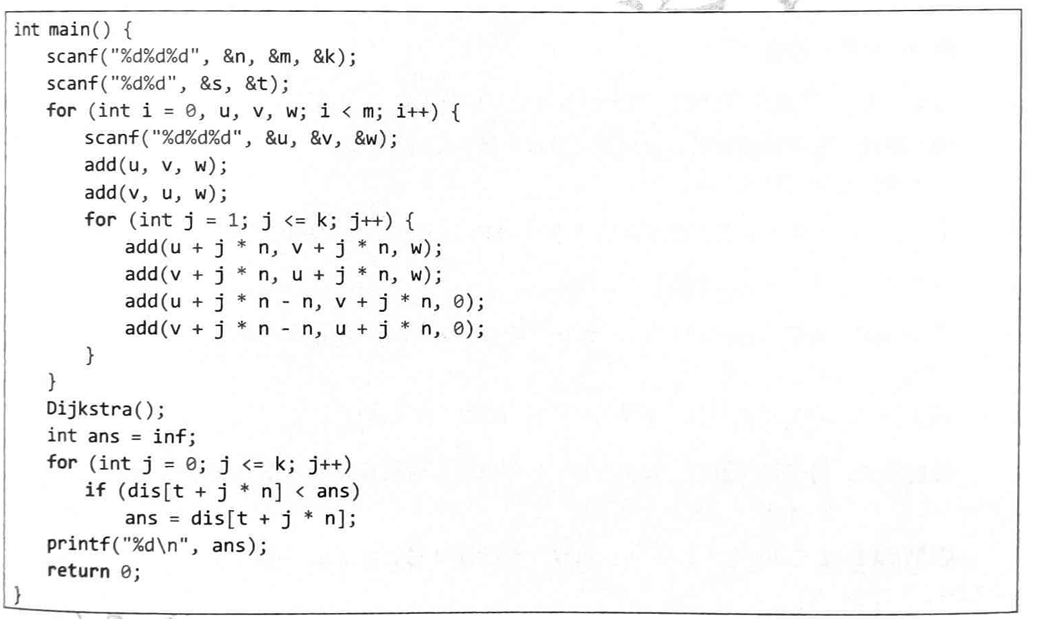 int main() {
    scanf("%d%d%d", &n, &m, &k);
    scanf("%d%d", &s, &t);
    for (int i = 0, u, v, w; i < m; i++) {
        scanf("%d%d%d", &u, &v, &w);
        add(u, v, w);
        add(v, u, w);
        for (int j = 1; j <= k; j++) {
            add(u + j * n, v + j * n, w);
            add(v + j * n, u + j * n, w);
            add(u + j * n - n, v + j * n, 0);
            add(v + j * n - n, u + j * n, 0);
        }
    }
    Dijkstra();
    int ans = inf;
    for (int j = 0; j <= k; j++)
        if (dis[t + j * n] < ans)
            ans = dis[t + j * n];
    printf("%d\n", ans);
    return 0;
}